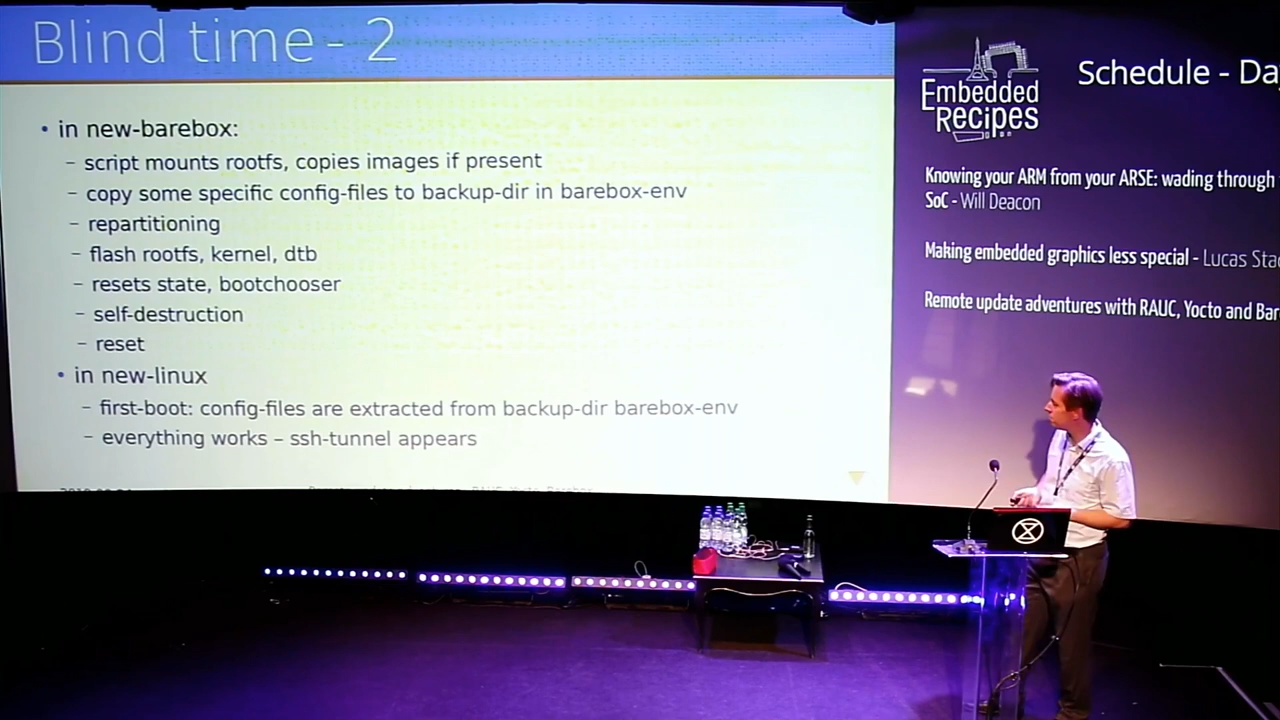 Blind time - 2
• in new-barebox:
– script mounts rootfs, copies images if present
– copy some specific config-files to backup-dir in barebox-env
– repartitioning
– flash rootfs, kernel, dtb
– resets state, bootchooser
– self-destruction
– reset
• in new-linux
– first-boot: config-files are extracted from backup-dir barebox-env
– everything works – ssh-tunnel appears
Embedded
Recipes
Schedule - Da
Knowing your ARM from your ARSE: wading through
SoC - Will Deacon
Making embedded graphics less special - Lucas Sta
Remote update adventures with RAUC, Yocto and Bar